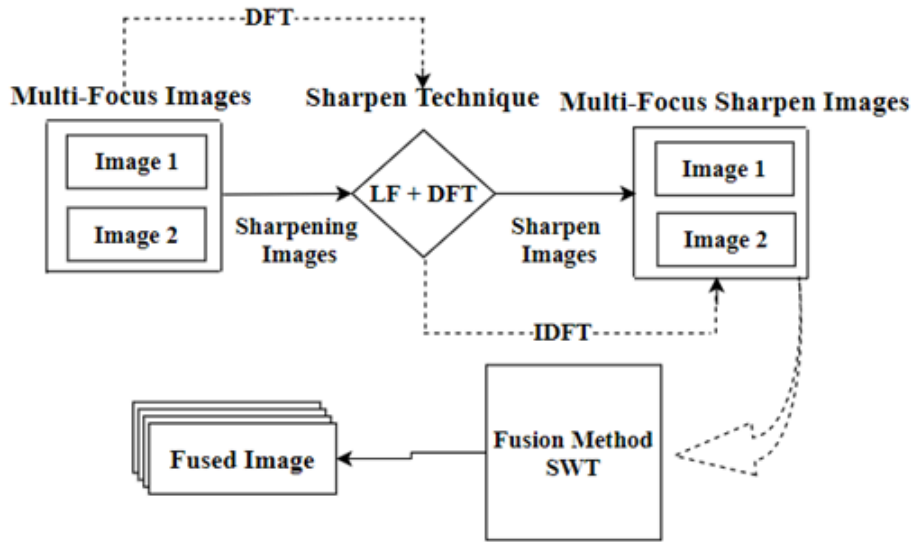 DFT
Multi-Focus Images
Sharpen Technique
Multi-Focus Sharpen Images
Image 1
Image 2
LF + DFT
Sharpening
Images
Sharpen
Images
Image 1
Image 2
IDFT
Fused Image
Fusion Method
SWT